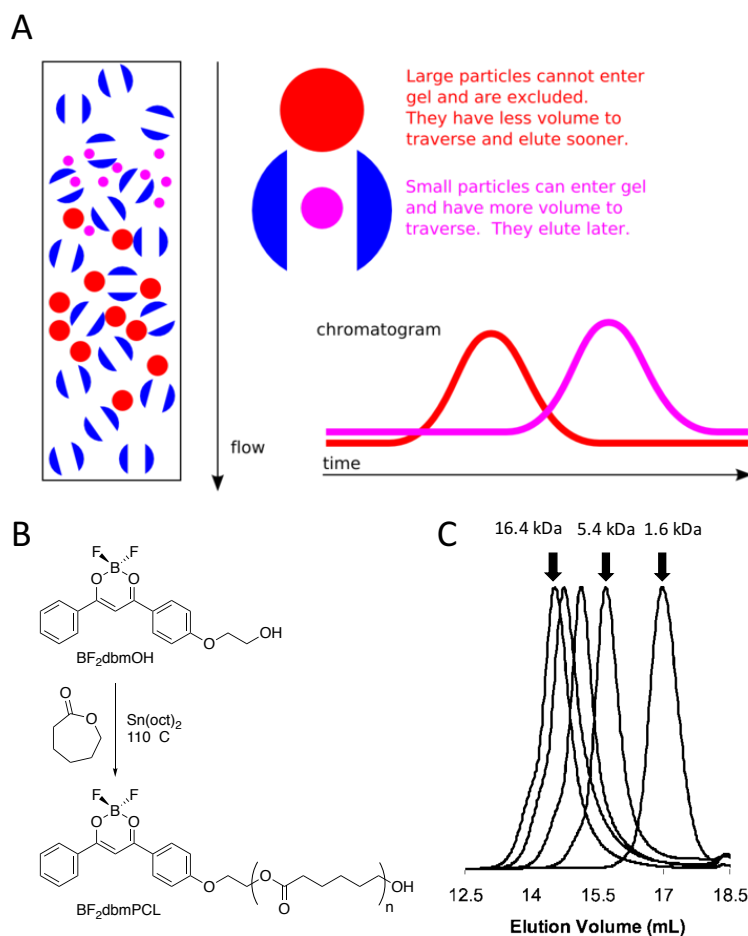 A
Large particles cannot enter
gel and are excluded.
They have less volume to
traverse and elute sooner.
Small particles can enter gel
and have more volume to
traverse. They elute later.
chromatogram
flow
time
B
F F
B
O O
OH
O
BF₂dbmOH
O
O
Sn(oct)₂
110 C
F F
B
O O
O
O
O
OH
n
BF₂dbmPCL
C
16.4 kDa 5.4 kDa 1.6 kDa
12.5 14 15.5 17 18.5
Elution Volume (mL)